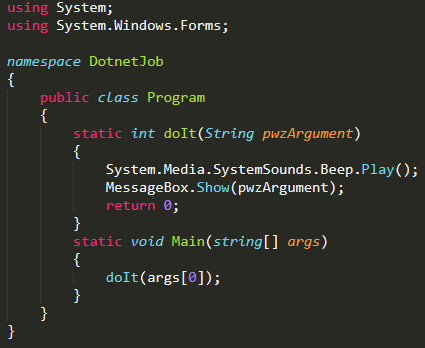 using System;
using System.Windows.Forms;
namespace DotnetJob
{
    public class Program
    {
        static int doIt(String pwzArgument)
        {
            System.Media.SystemSounds.Beep.Play();
            MessageBox.Show(pwzArgument);
            return 0;
        }
        static void Main(string[] args)
        {
            doIt(args[0]);
        }
    }
}